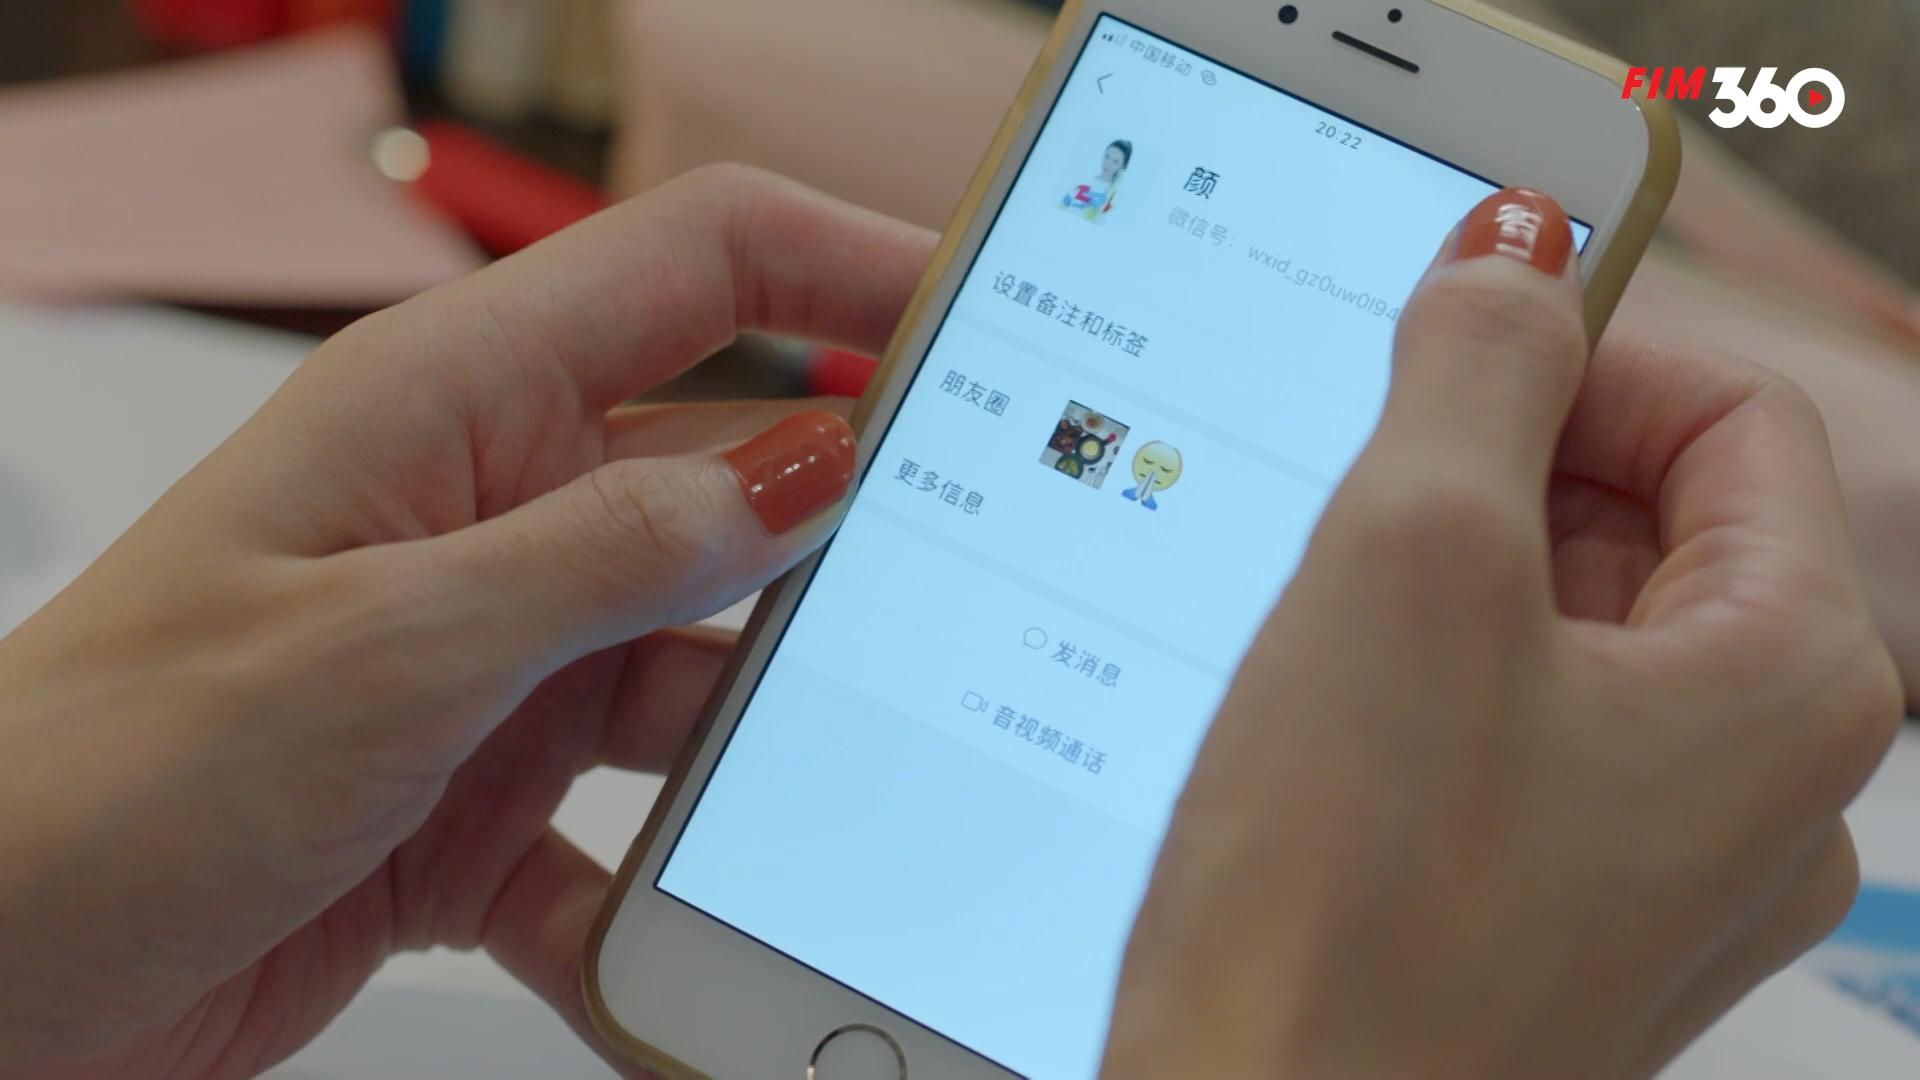 FIM360
中国移动
20:22
颜
微信号: wxid_gz0uw0l94
设置备注和标签
朋友圈
更多信息
发消息
音视频通话